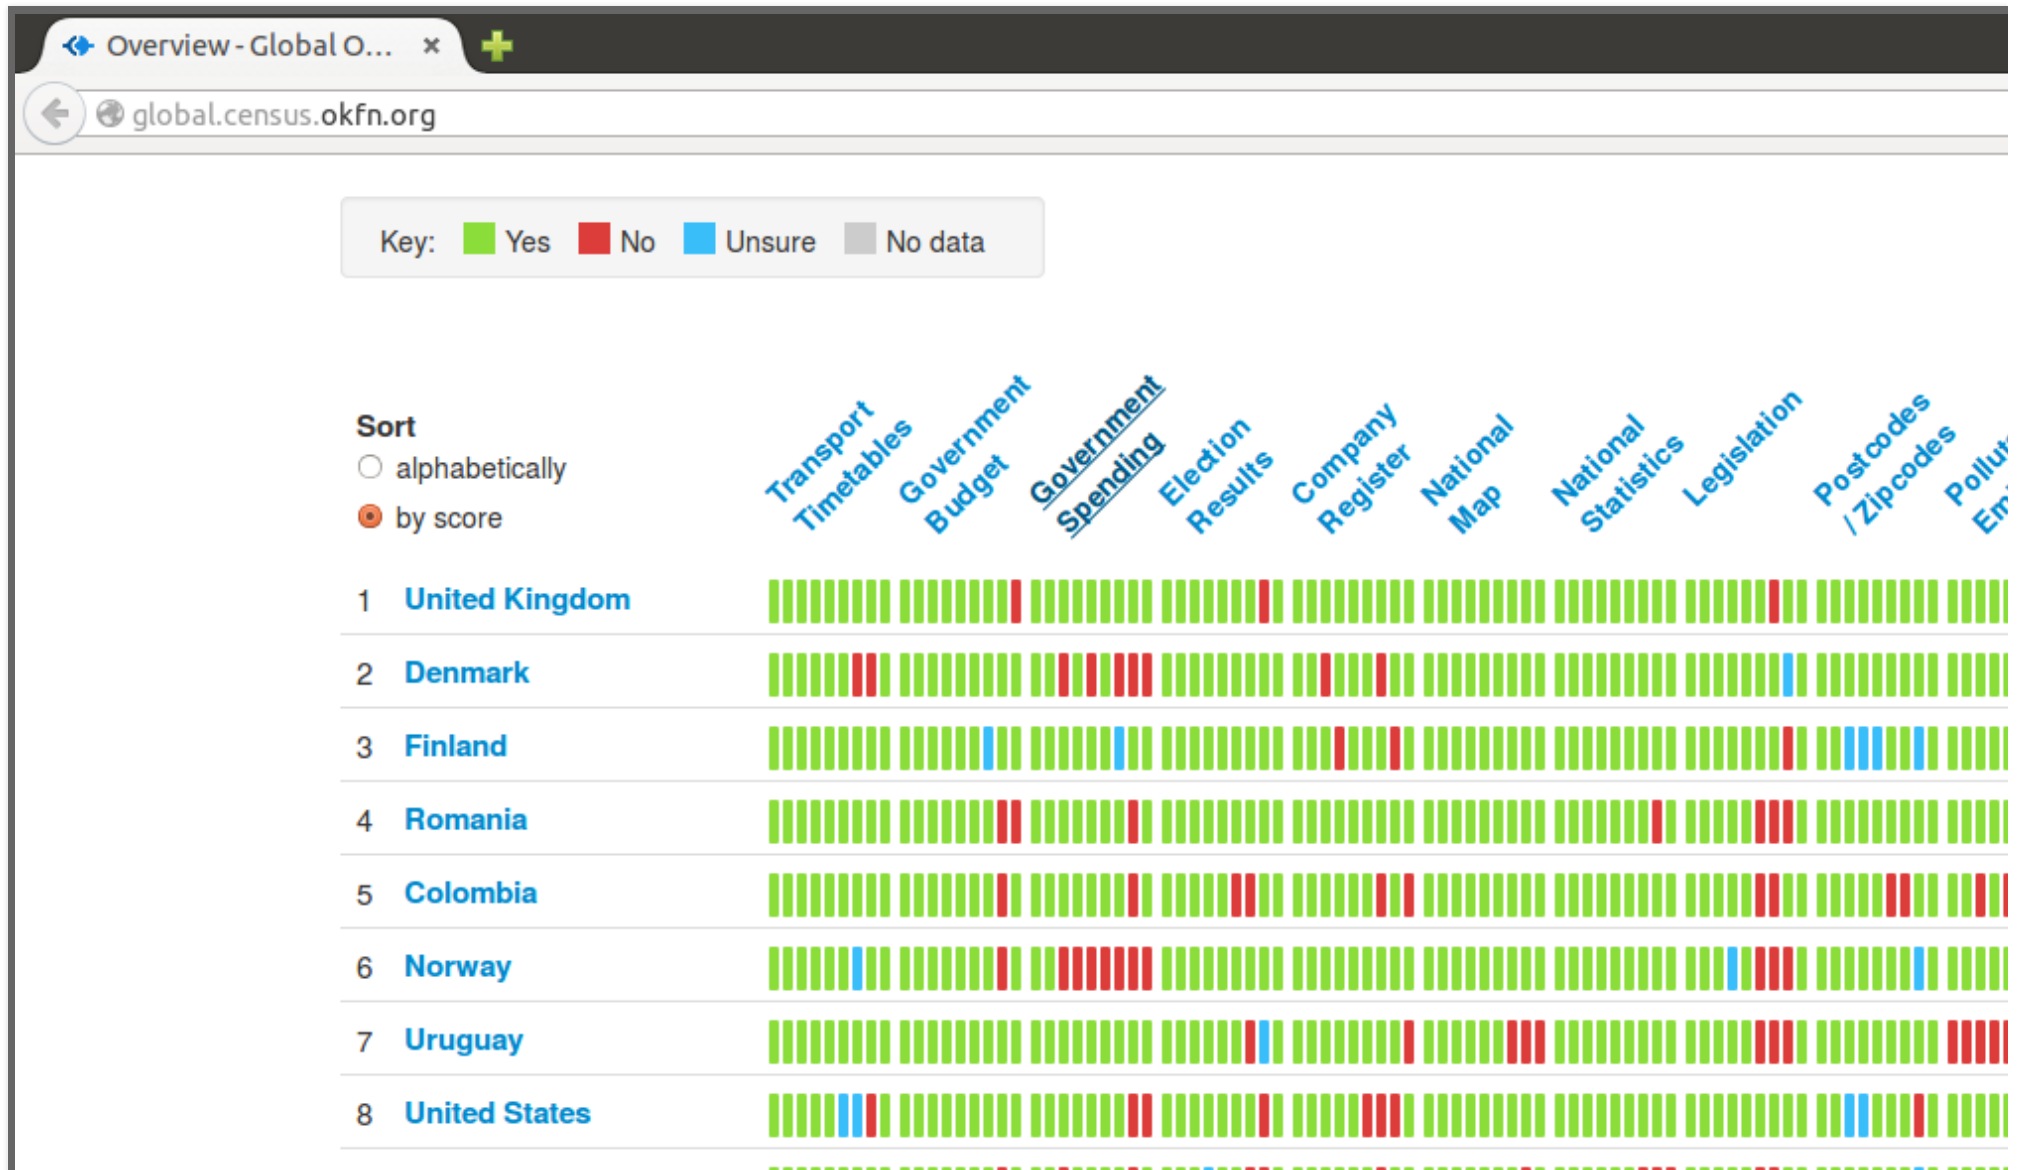 Overview - Global O...
global.census.okfn.org
Key: Yes No Unsure No data
Sort
alphabetically
by score
Transport
Timetables
Government
Budget
Government
Spending
Election
Results
Company
Register
National
Map
National
Statistics
Legislation
Postcodes
/ Zipcodes
1 United Kingdom
2 Denmark
3 Finland
4 Romania
5 Colombia
6 Norway
7 Uruguay
8 United States